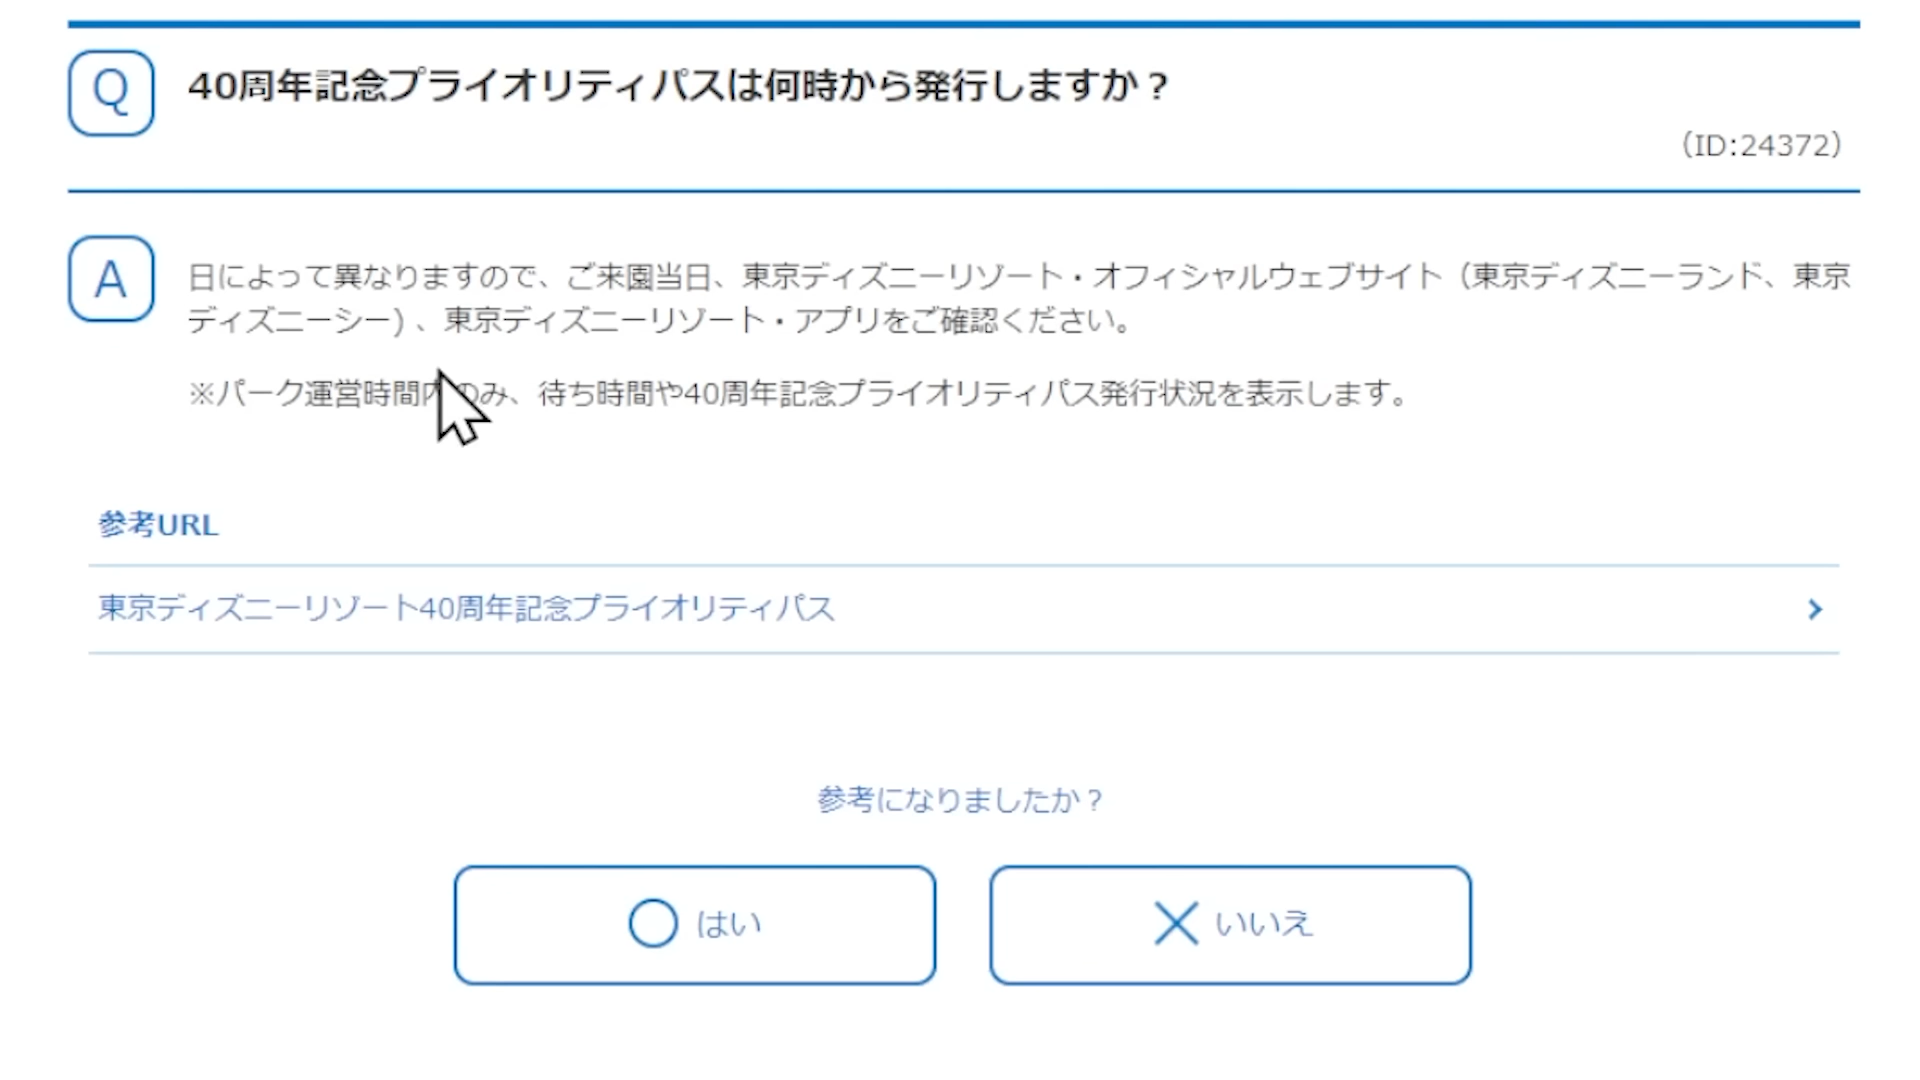 Q
40周年記念プライオリティパスは何時から発行しますか？
（ID:24372）
A
日によって異なりますので、ご来園当日、東京ディズニーリゾート・オフィシャルウェブサイト（東京ディズニーランド、東京
ディズニーシー) 、東京ディズニーリゾート・アプリをご確認ください。
※パーク運営時間内のみ、待ち時間や40周年記念プライオリティパス発行状況を表示します。
参考URL
東京ディズニーリゾート40周年記念プライオリティパス
参考になりましたか？
はい
いいえ